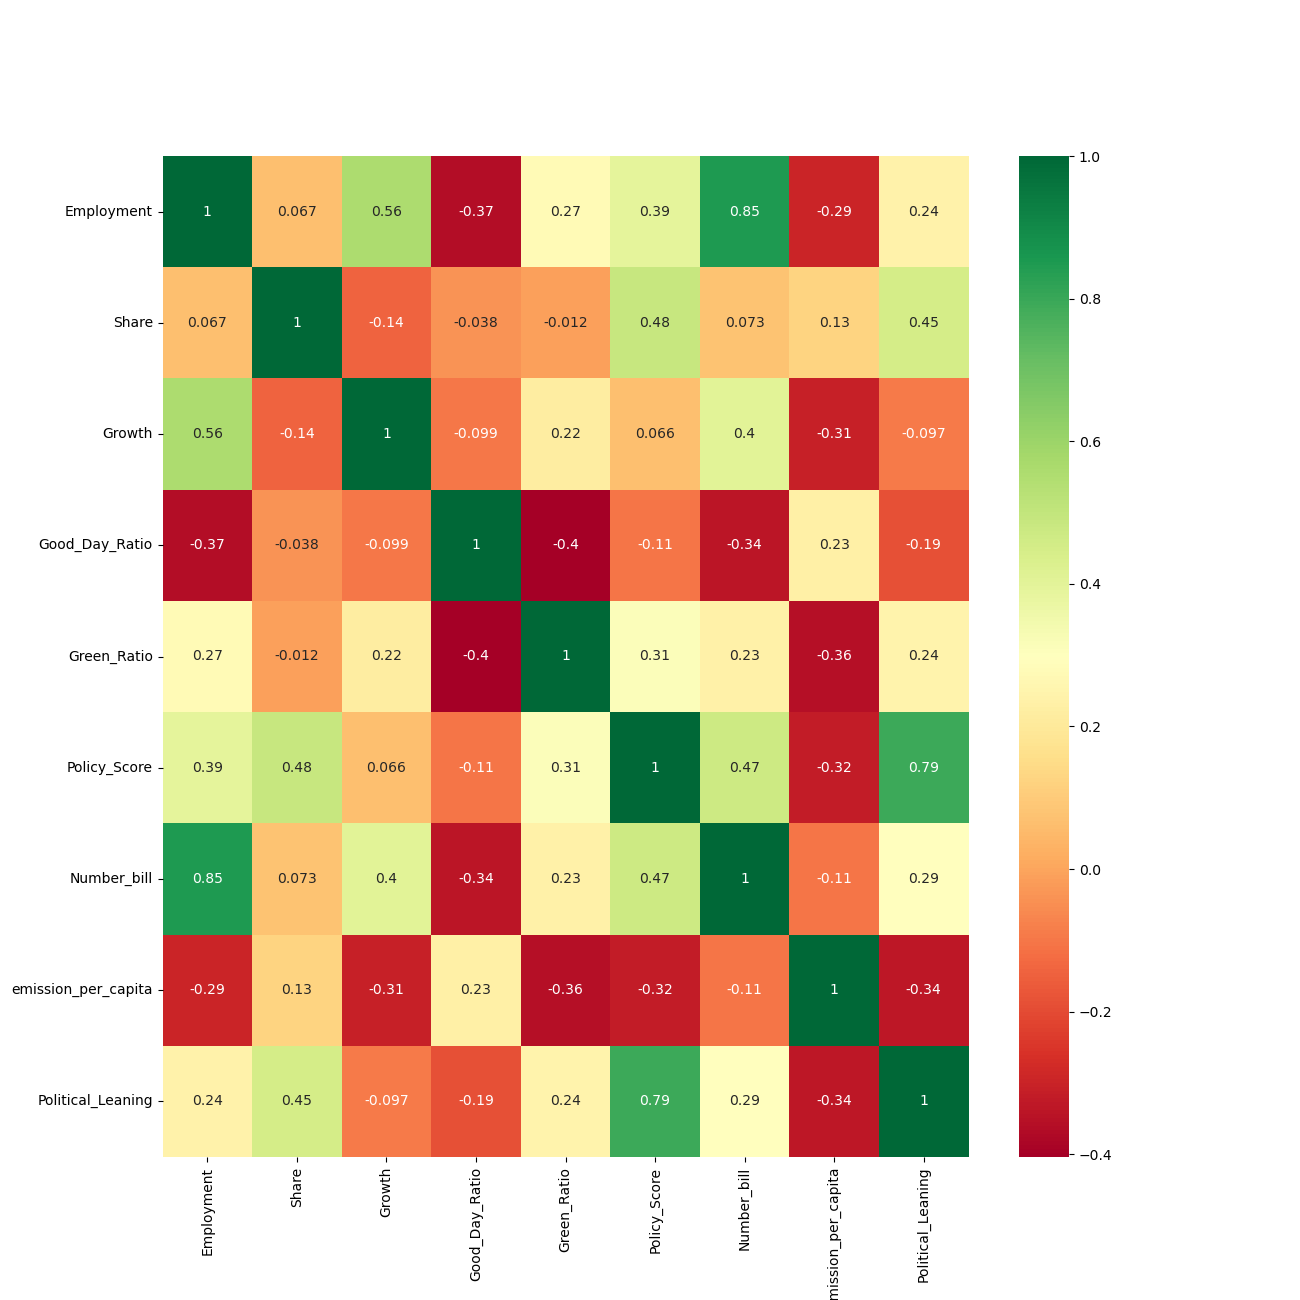 Employment 1 0.067 0.56 -0.37 0.27 0.39 0.85 -0.29 0.24
Share 0.067 1 -0.14 -0.038 -0.012 0.48 0.073 0.13 0.45
Growth 0.56 -0.14 1 -0.099 0.22 0.066 0.4 -0.31 -0.097
Good_Day_Ratio -0.37 -0.038 -0.099 1 -0.4 -0.11 -0.34 0.23 -0.19
Green_Ratio 0.27 -0.012 0.22 -0.4 1 0.31 0.23 -0.36 0.24
Policy_Score 0.39 0.48 0.066 -0.11 0.31 1 0.47 -0.32 0.79
Number_bill 0.85 0.073 0.4 -0.34 0.23 0.47 1 -0.11 0.29
emission_per_capita -0.29 0.13 -0.31 0.23 -0.36 -0.32 -0.11 1 -0.34
Political_Leaning 0.24 0.45 -0.097 -0.19 0.24 0.79 0.29 -0.34 1
Employment
Share
Growth
Good_Day_Ratio
Green_Ratio
Policy_Score
Number_bill
mission_per_capita
Political_Leaning
1.0
0.8
0.6
0.4
0.2
0.0
−0.2
−0.4